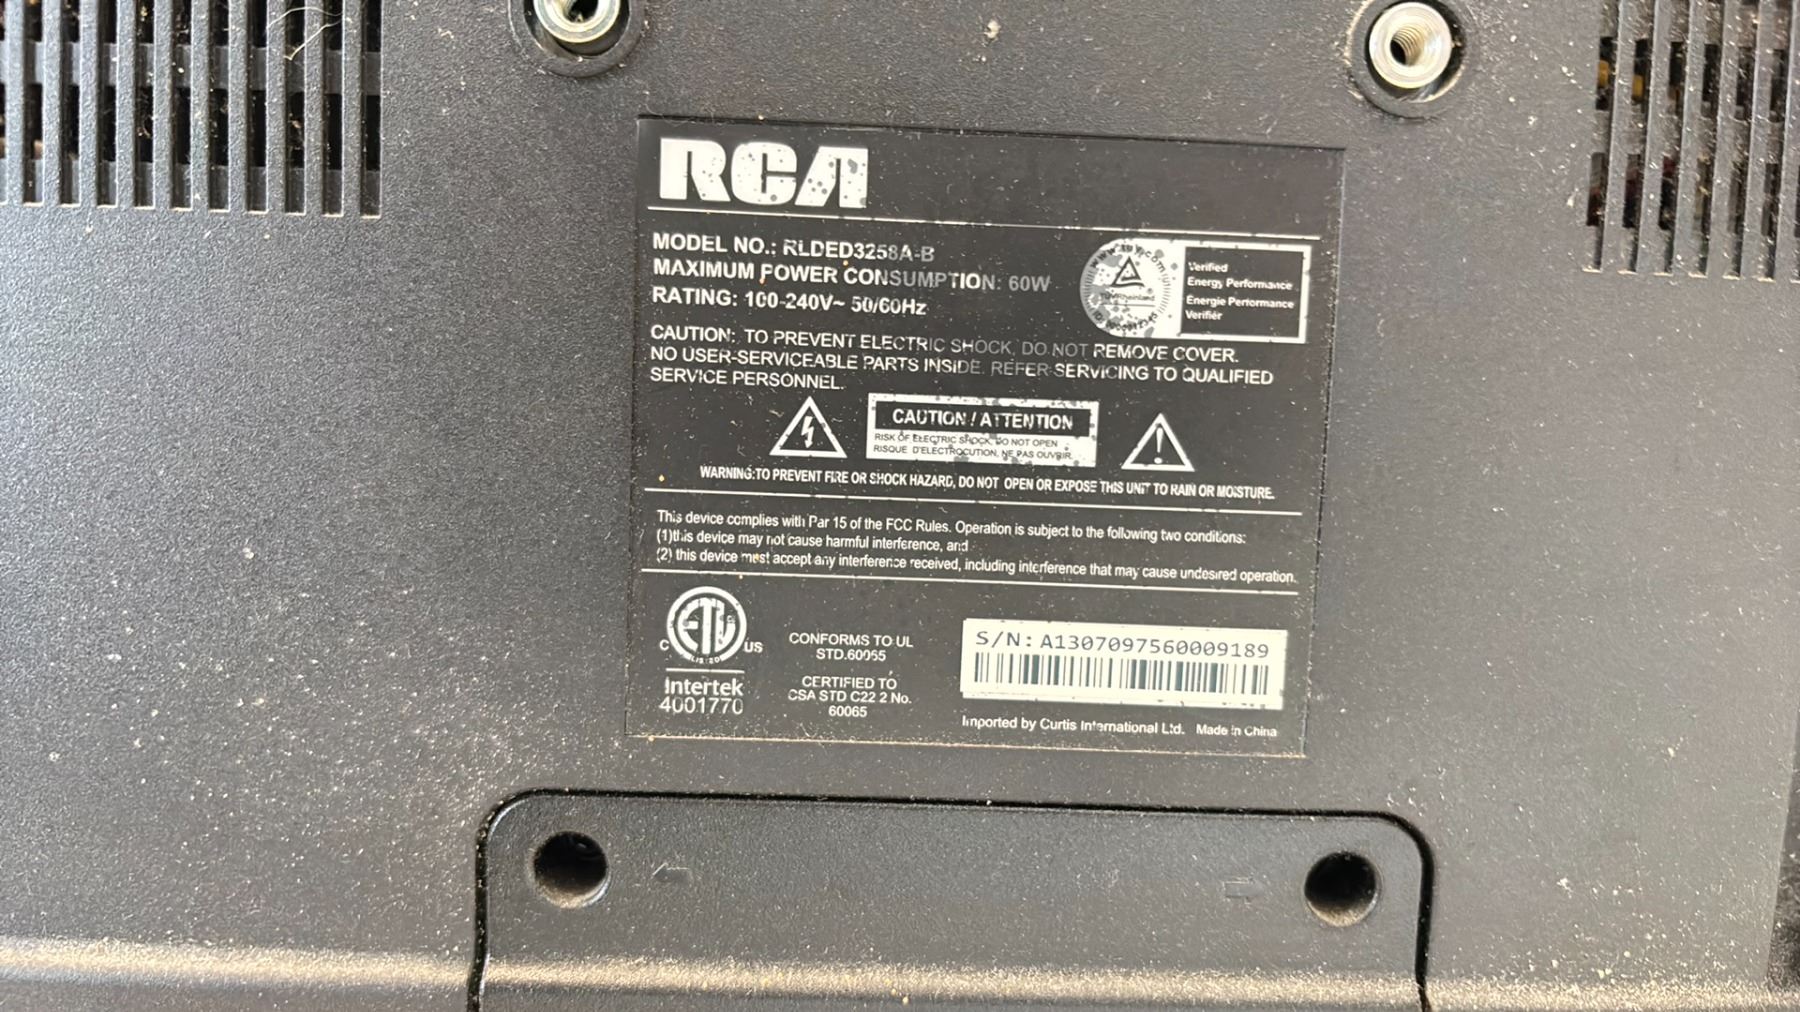 RCA
MODEL NO.: RLDED3258A-B
MAXIMUM POWER CONSUMPTION: 60W
RATING: 100-240V~ 50/60Hz
Verified
Energy Performance
Energie Performance
Verifiér
CAUTION: TO PREVENT ELECTRIC SHOCK, DO NOT REMOVE COVER.
NO USER-SERVICEABLE PARTS INSIDE. REFER SERVICING TO QUALIFIED
SERVICE PERSONNEL.
CAUTION / ATTENTION
RISK OF ELECTRIC SHOCK, DO NOT OPEN
RISQUE D'ELECTROCUTION, NE PAS OUVRIR.
WARNING:TO PREVENT FIRE OR SHOCK HAZARD, DO NOT OPEN OR EXPOSE THIS UNIT TO RAIN OR MOISTURE.
This device complies with Par 15 of the FCC Rules. Operation is subject to the following two conditions:
(1)this device may not cause harmful interference, and
(2) this device must accept any interference received, including interference that may cause undesired operation.
C ETL US
LISTED
Intertek
4001770
CONFORMS TO UL
STD.60065
CERTIFIED TO
CSA STD C22 2 No.
60065
S/N: A1307097560009189
Imported by Curtis International Ltd. Made in China